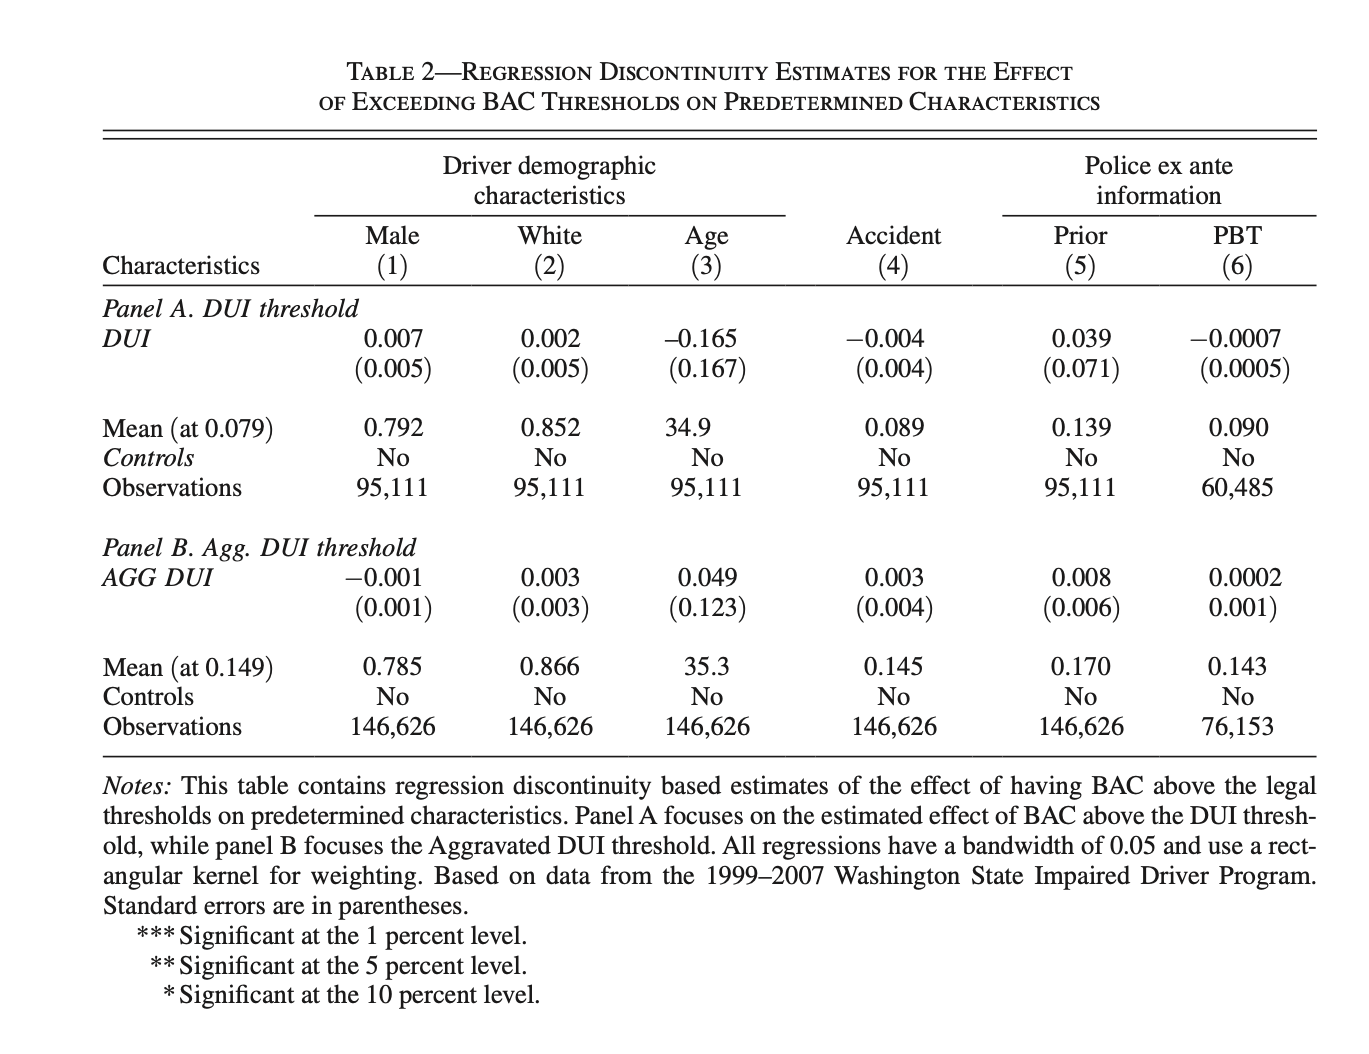 TABLE 2—REGRESSION DISCONTINUITY ESTIMATES FOR THE EFFECT
OF EXCEEDING BAC THRESHOLDS ON PREDETERMINED CHARACTERISTICS
Driver demographic characteristics Police ex ante information
Male White Age Accident Prior PBT
Characteristics (1) (2) (3) (4) (5) (6)
Panel A. DUI threshold
DUI 0.007 0.002 –0.165 −0.004 0.039 −0.0007
(0.005) (0.005) (0.167) (0.004) (0.071) (0.0005)
Mean (at 0.079) 0.792 0.852 34.9 0.089 0.139 0.090
Controls No No No No No No
Observations 95,111 95,111 95,111 95,111 95,111 60,485
Panel B. Agg. DUI threshold
AGG DUI −0.001 0.003 0.049 0.003 0.008 0.0002
(0.001) (0.003) (0.123) (0.004) (0.006) 0.001)
Mean (at 0.149) 0.785 0.866 35.3 0.145 0.170 0.143
Controls No No No No No No
Observations 146,626 146,626 146,626 146,626 146,626 76,153
Notes: This table contains regression discontinuity based estimates of the effect of having BAC above the legal
thresholds on predetermined characteristics. Panel A focuses on the estimated effect of BAC above the DUI thresh-
old, while panel B focuses the Aggravated DUI threshold. All regressions have a bandwidth of 0.05 and use a rect-
angular kernel for weighting. Based on data from the 1999–2007 Washington State Impaired Driver Program.
Standard errors are in parentheses.
*** Significant at the 1 percent level.
** Significant at the 5 percent level.
* Significant at the 10 percent level.